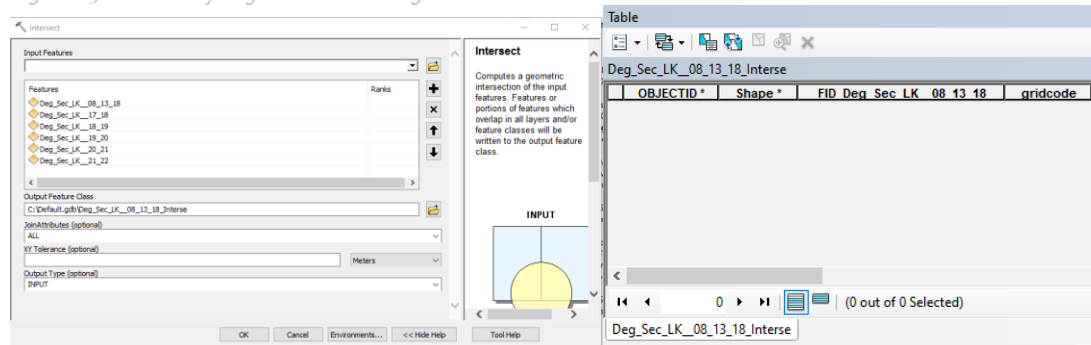 Intersect
Input Features
Features Ranks
Deg_Sec_LK__08_13_18
Deg_Sec_LK__17_18
Deg_Sec_LK__18_19
Deg_Sec_LK__19_20
Deg_Sec_LK__20_21
Deg_Sec_LK__21_22
Output Feature Class
C:\Default.gdb\Deg_Sec_LK__08_13_18_Interse
JoinAttributes (optional)
ALL
XY Tolerance (optional)
Meters
Output Type (optional)
INPUT
OK Cancel Environments... << Hide Help Tool Help
Intersect
Computes a geometric
intersection of the input
features. Features or
portions of features which
overlap in all layers and/or
feature classes will be
written to the output feature
class.
INPUT
Table
Deg_Sec_LK__08_13_18_Interse
OBJECTID * Shape * FID_Deg_Sec_LK__08_13_18 gridcode
0 (0 out of 0 Selected)
Deg_Sec_LK__08_13_18_Interse